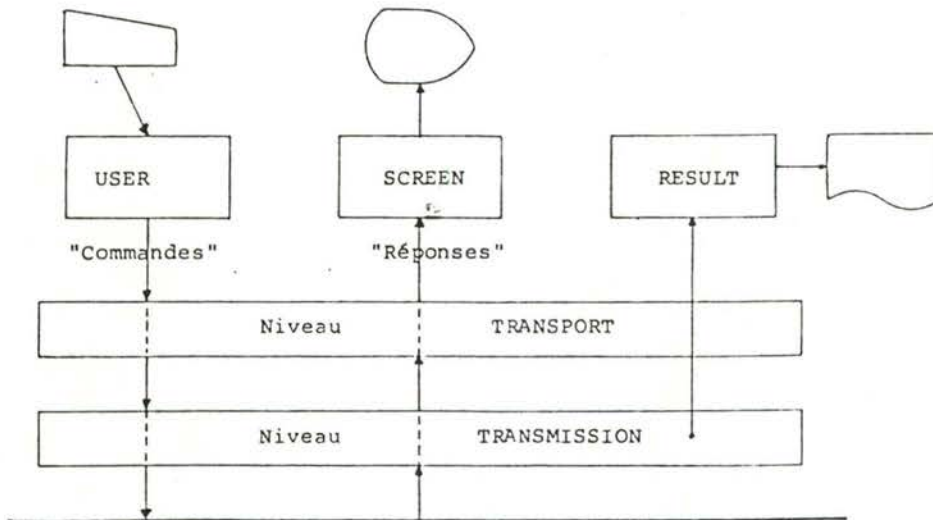 USER SCREEN RESULT
"Commandes" "Réponses"
Niveau TRANSPORT
Niveau TRANSMISSION